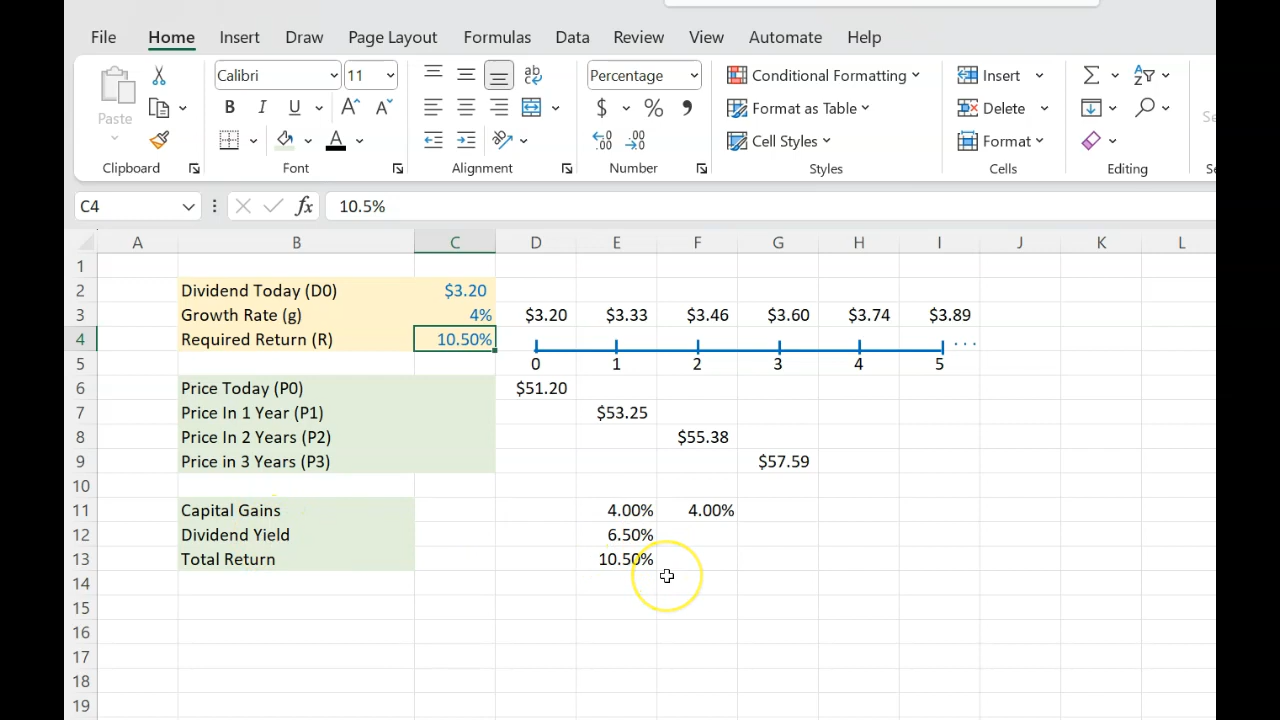 File Home Insert Draw Page Layout Formulas Data Review View Automate Help
Calibri 11 Percentage Conditional Formatting Insert
Paste B I U A A A $ % Format as Table Delete
Cell Styles Format
Clipboard Font Alignment Number Styles Cells Editing
C4 fx 10.5%
A B C D E F G H I J K L
1
2 Dividend Today (D0) $3.20
3 Growth Rate (g) 4% $3.20 $3.33 $3.46 $3.60 $3.74 $3.89
4 Required Return (R) 10.50% ...
5 0 1 2 3 4 5
6 Price Today (P0) $51.20
7 Price In 1 Year (P1) $53.25
8 Price In 2 Years (P2) $55.38
9 Price in 3 Years (P3) $57.59
10
11 Capital Gains 4.00% 4.00%
12 Dividend Yield 6.50%
13 Total Return 10.50%
14
15
16
17
18
19